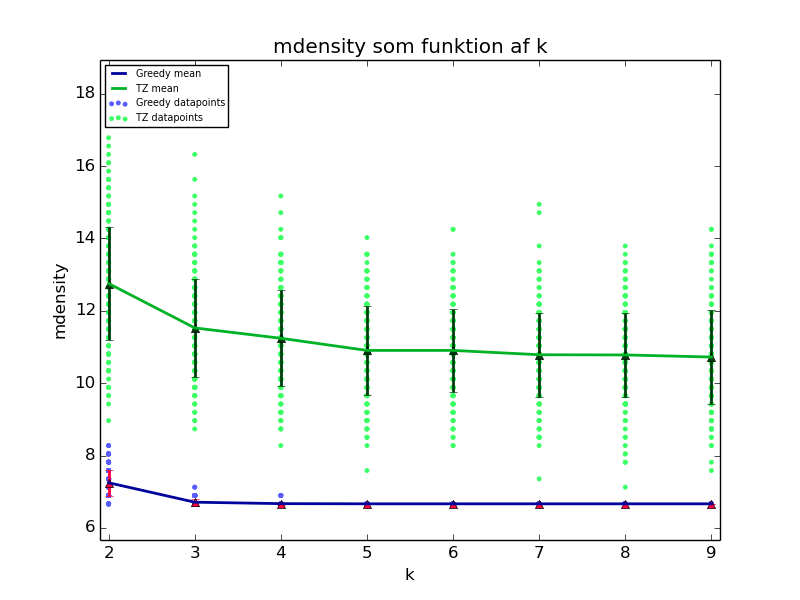 mdensity som funktion af k
Greedy mean
TZ mean
Greedy datapoints
TZ datapoints
18
16
14
12
10
8
6
mdensity
2 3 4 5 6 7 8 9
k